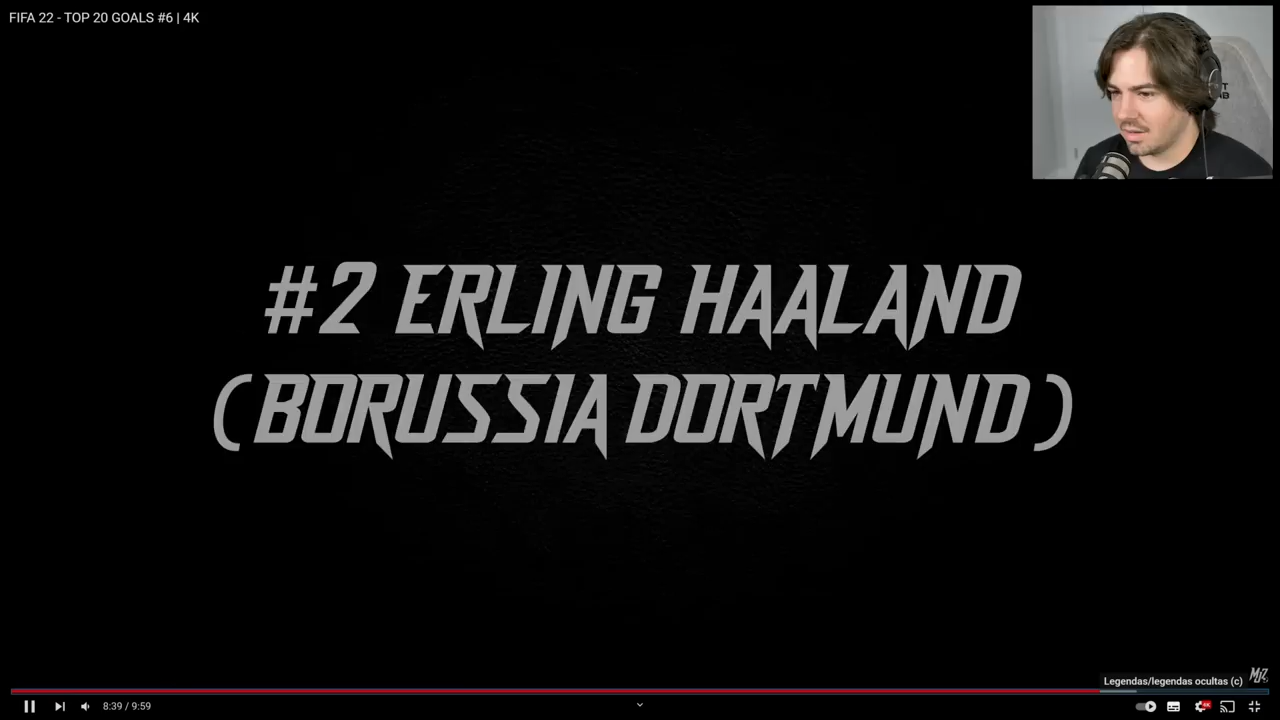 FIFA 22 - TOP 20 GOALS #6 | 4K
#2 ERLING HAALAND
(BORUSSIA DORTMUND)
Legendas/legendas ocultas (c)
8:39 / 9:59
4K